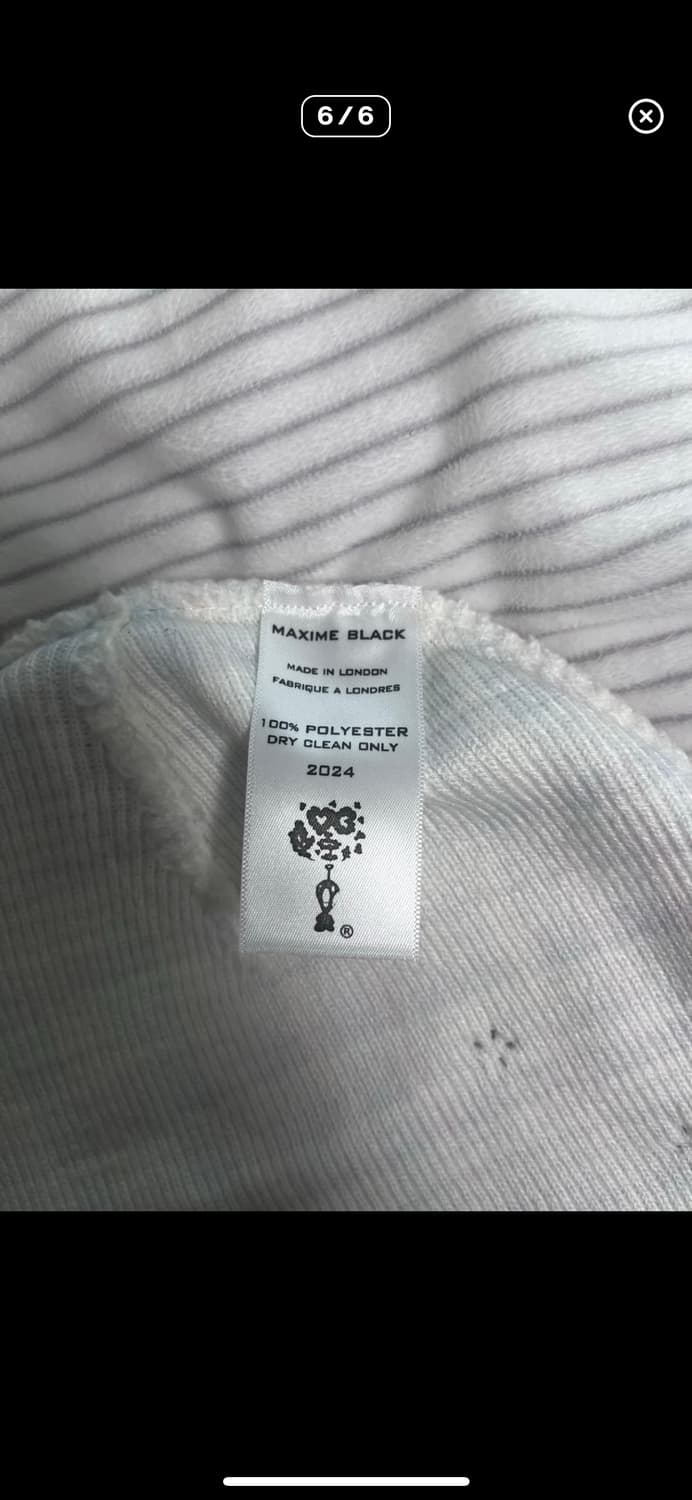 6/6
MAXIME BLACK
MADE IN LONDON
FABRIQUE A LONDRES
100% POLYESTER
DRY CLEAN ONLY
2024
®